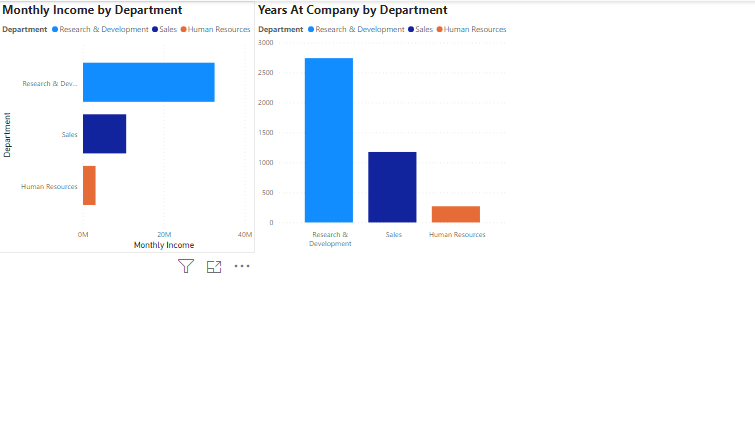 Monthly Income by Department
Department Research & Development Sales Human Resources
Research & Dev...
Sales
Human Resources
Department
0M 20M 40M
Monthly Income
Years At Company by Department
Department Research & Development Sales Human Resources
3000
2500
2000
1500
1000
500
0
Research &
Development
Sales
Human Resources